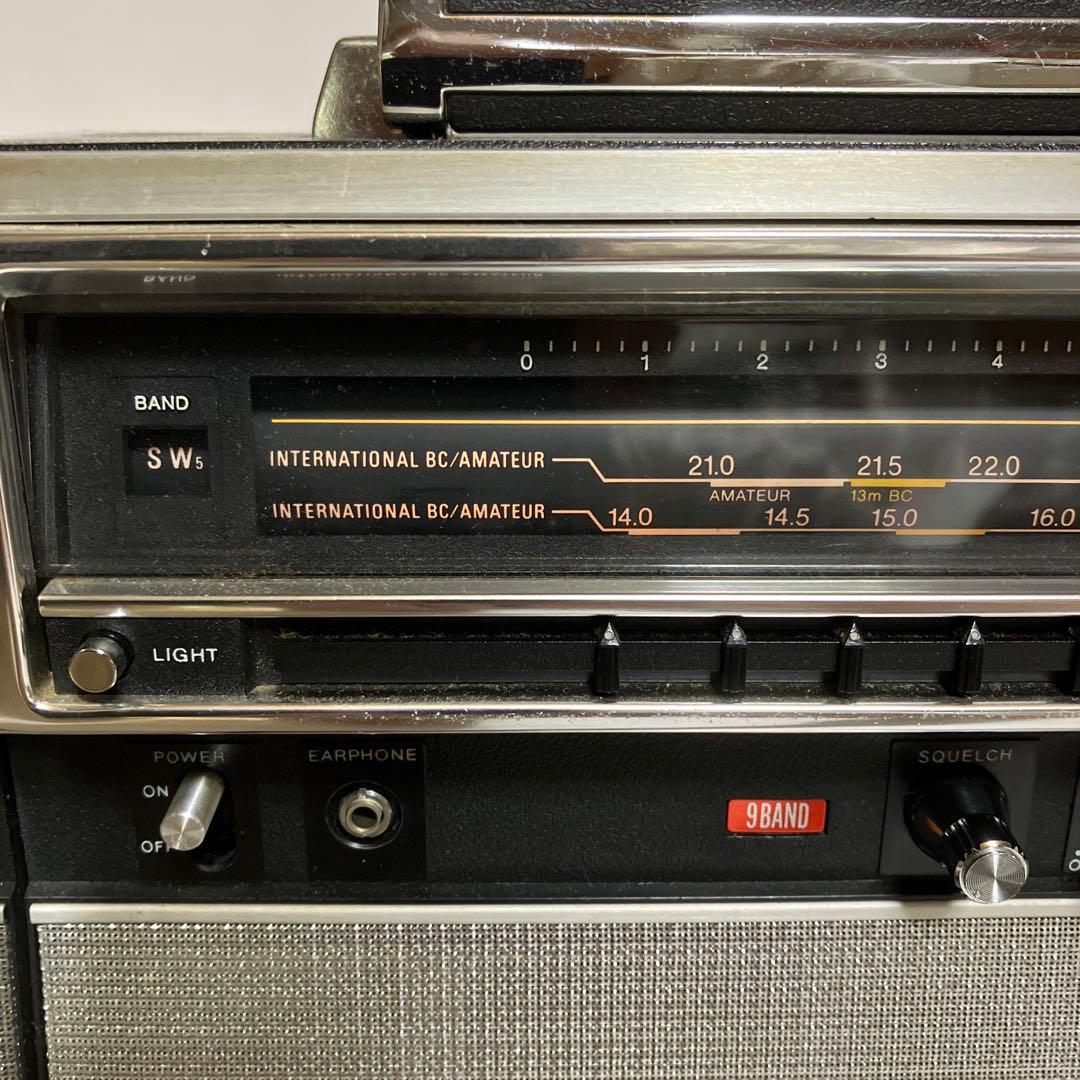 0 1 2 3 4
BAND
SW5
INTERNATIONAL BC/AMATEUR 21.0 21.5 22.0
AMATEUR 13m BC
INTERNATIONAL BC/AMATEUR 14.0 14.5 15.0 16.0
LIGHT
POWER EARPHONE SQUELCH
ON
OFF
9BAND